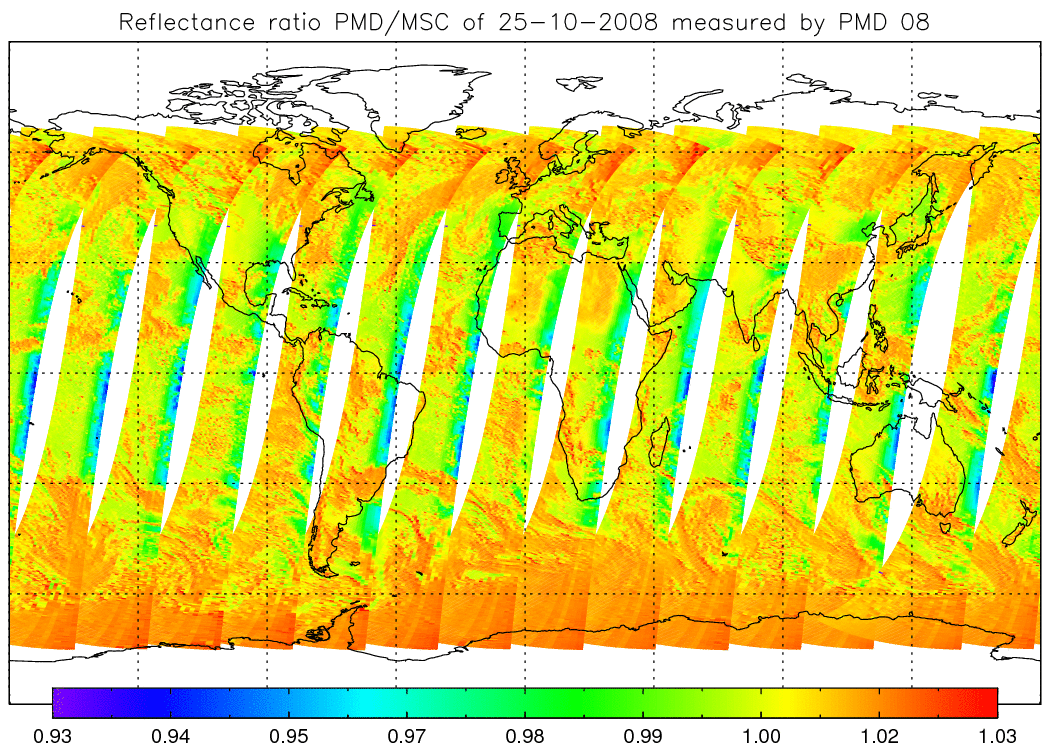 Reflectance ratio PMD/MSC of 25-10-2008 measured by PMD 08
0.93 0.94 0.95 0.97 0.98 0.99 1.00 1.02 1.03